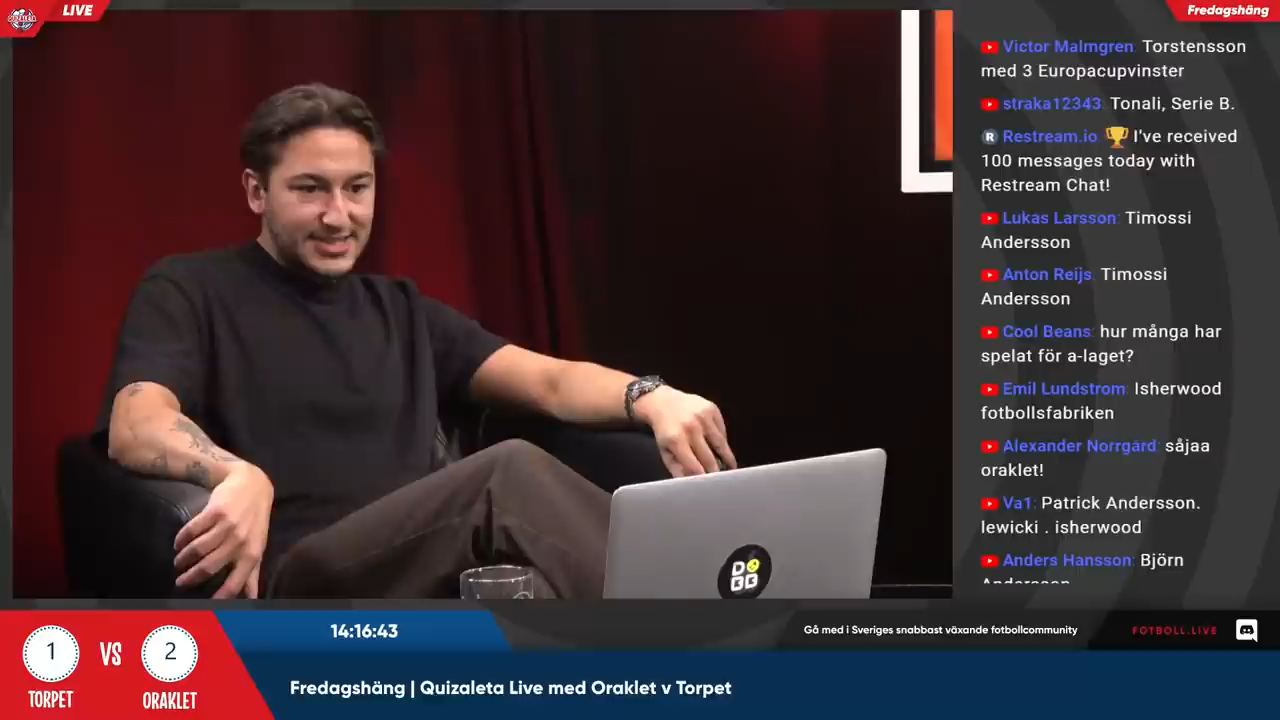 QUIZALETA
LIVE
Fredagshäng
Victor Malmgren: Torstensson
med 3 Europacupvinster
straka12343: Tonali, Serie B.
R Restream.io 🏆 I've received
100 messages today with
Restream Chat!
Lukas Larsson: Timossi
Andersson
Anton Reijs: Timossi
Andersson
Cool Beans: hur många har
spelat för a-laget?
Emil Lundstrom: Isherwood
fotbollsfabriken
Alexander Norrgård: såjaa
oraklet!
Va1: Patrick Andersson.
lewicki . isherwood
Anders Hansson: Björn
Andersson
14:16:43
Gå med i Sveriges snabbast växande fotbollcommunity
FOTBOLL.LIVE
1 VS 2
TORPET ORAKLET
Fredagshäng | Quizaleta Live med Oraklet v Torpet